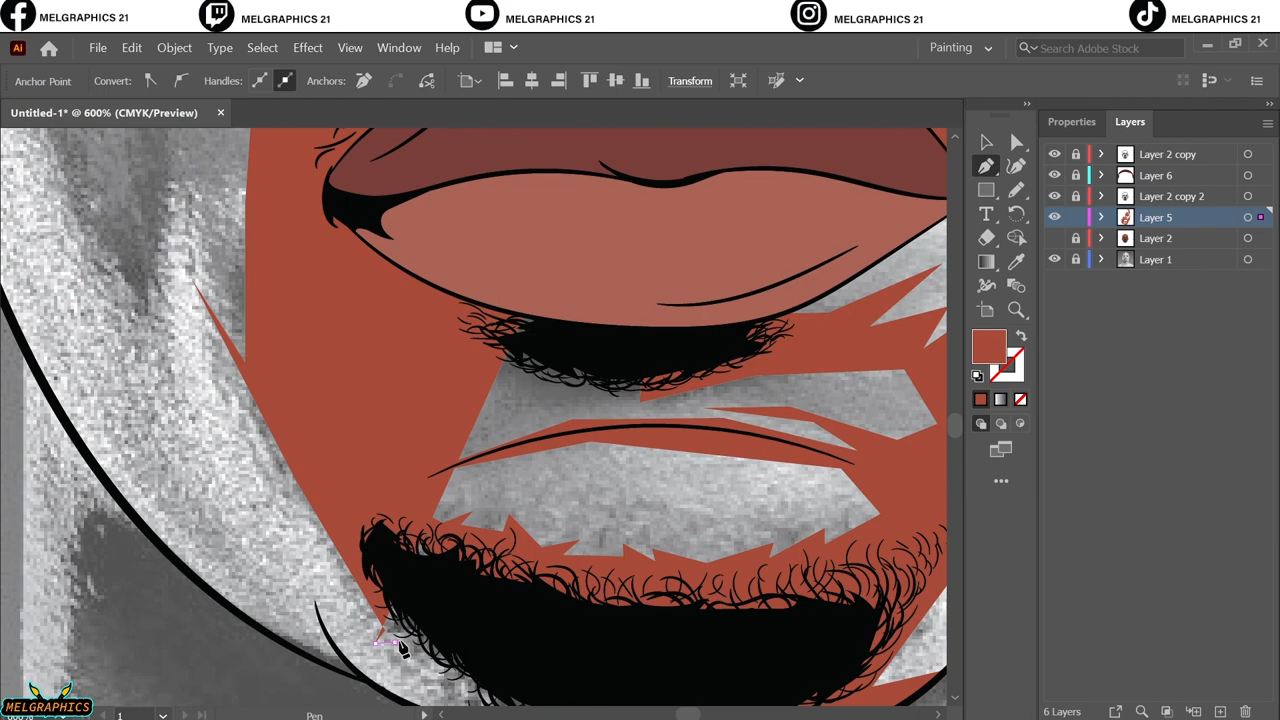 MELGRAPHICS 21 MELGRAPHICS 21 MELGRAPHICS 21 MELGRAPHICS 21 MELGRAPHICS 21
Ai File Edit Object Type Select Effect View Window Help Painting Search Adobe Stock
Anchor Point Convert: Handles: Anchors: Transform
Untitled-1* @ 600% (CMYK/Preview)
Properties Layers
Layer 2 copy
Layer 6
Layer 2 copy 2
Layer 5
Layer 2
Layer 1
MELGRAPHICS
1 Pen
6 Layers